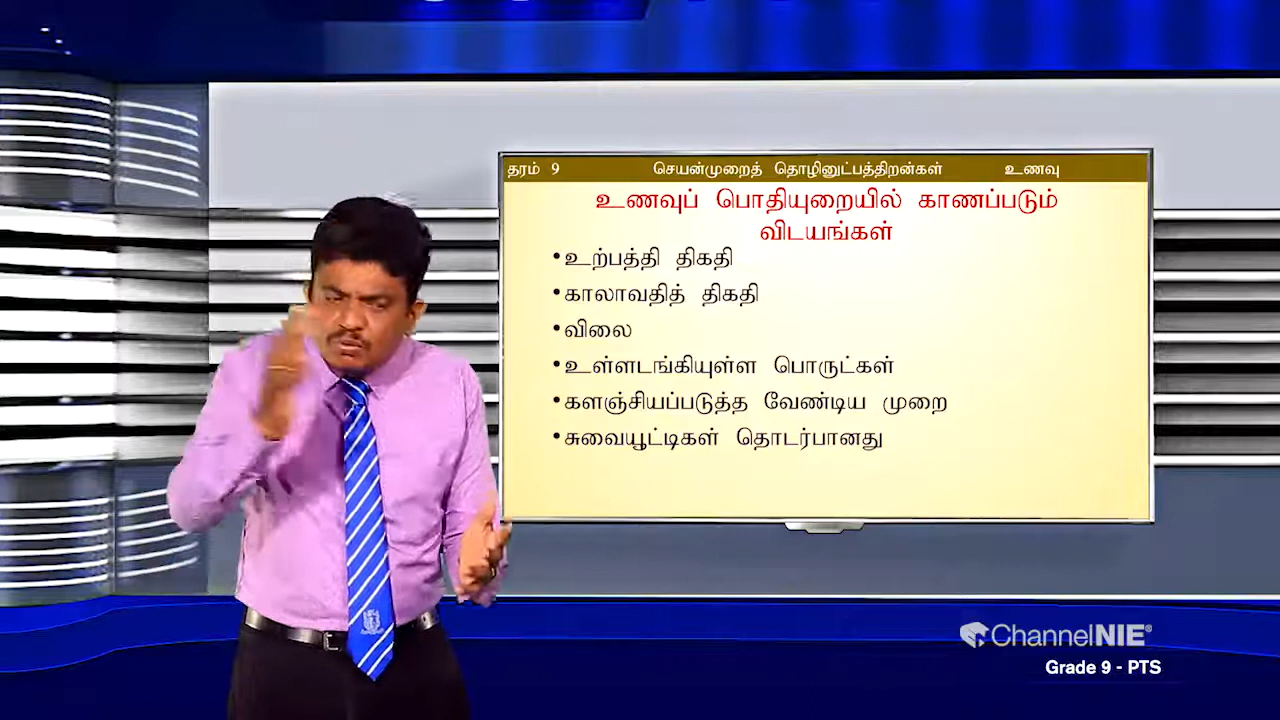 தரம் 9 செயன்முறைத் தொழினுட்பத்திறன்கள் உணவு
உணவுப் பொதியுறையில் காணப்படும்
விடயங்கள்
•உற்பத்தி திகதி
•காலாவதித் திகதி
•விலை
•உள்ளடங்கியுள்ள பொருட்கள்
•களஞ்சியப்படுத்த வேண்டிய முறை
•சுவையூட்டிகள் தொடர்பானது
ChannelNIE®
Grade 9 - PTS